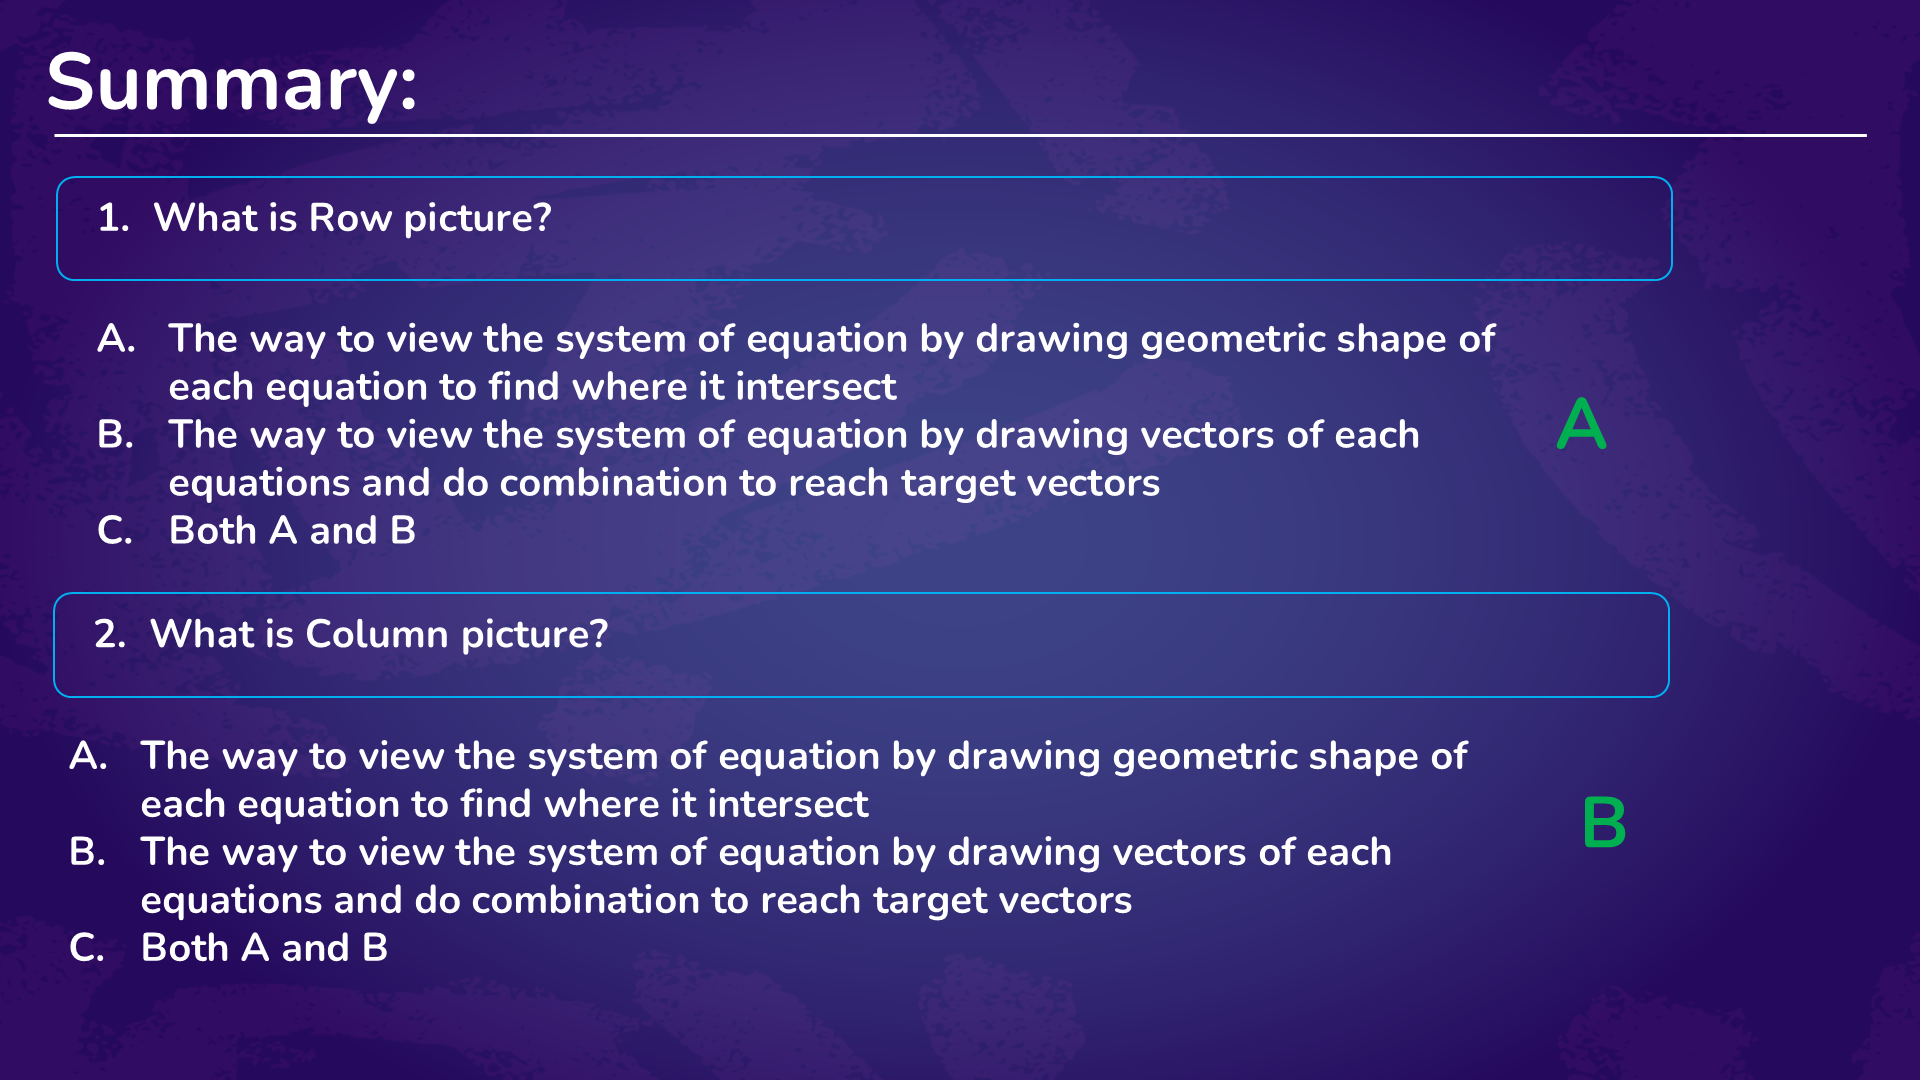 Summary:
1. What is Row picture?
A. The way to view the system of equation by drawing geometric shape of
each equation to find where it intersect
B. The way to view the system of equation by drawing vectors of each
equations and do combination to reach target vectors
C. Both A and B
A
2. What is Column picture?
A. The way to view the system of equation by drawing geometric shape of
each equation to find where it intersect
B. The way to view the system of equation by drawing vectors of each
equations and do combination to reach target vectors
C. Both A and B
B